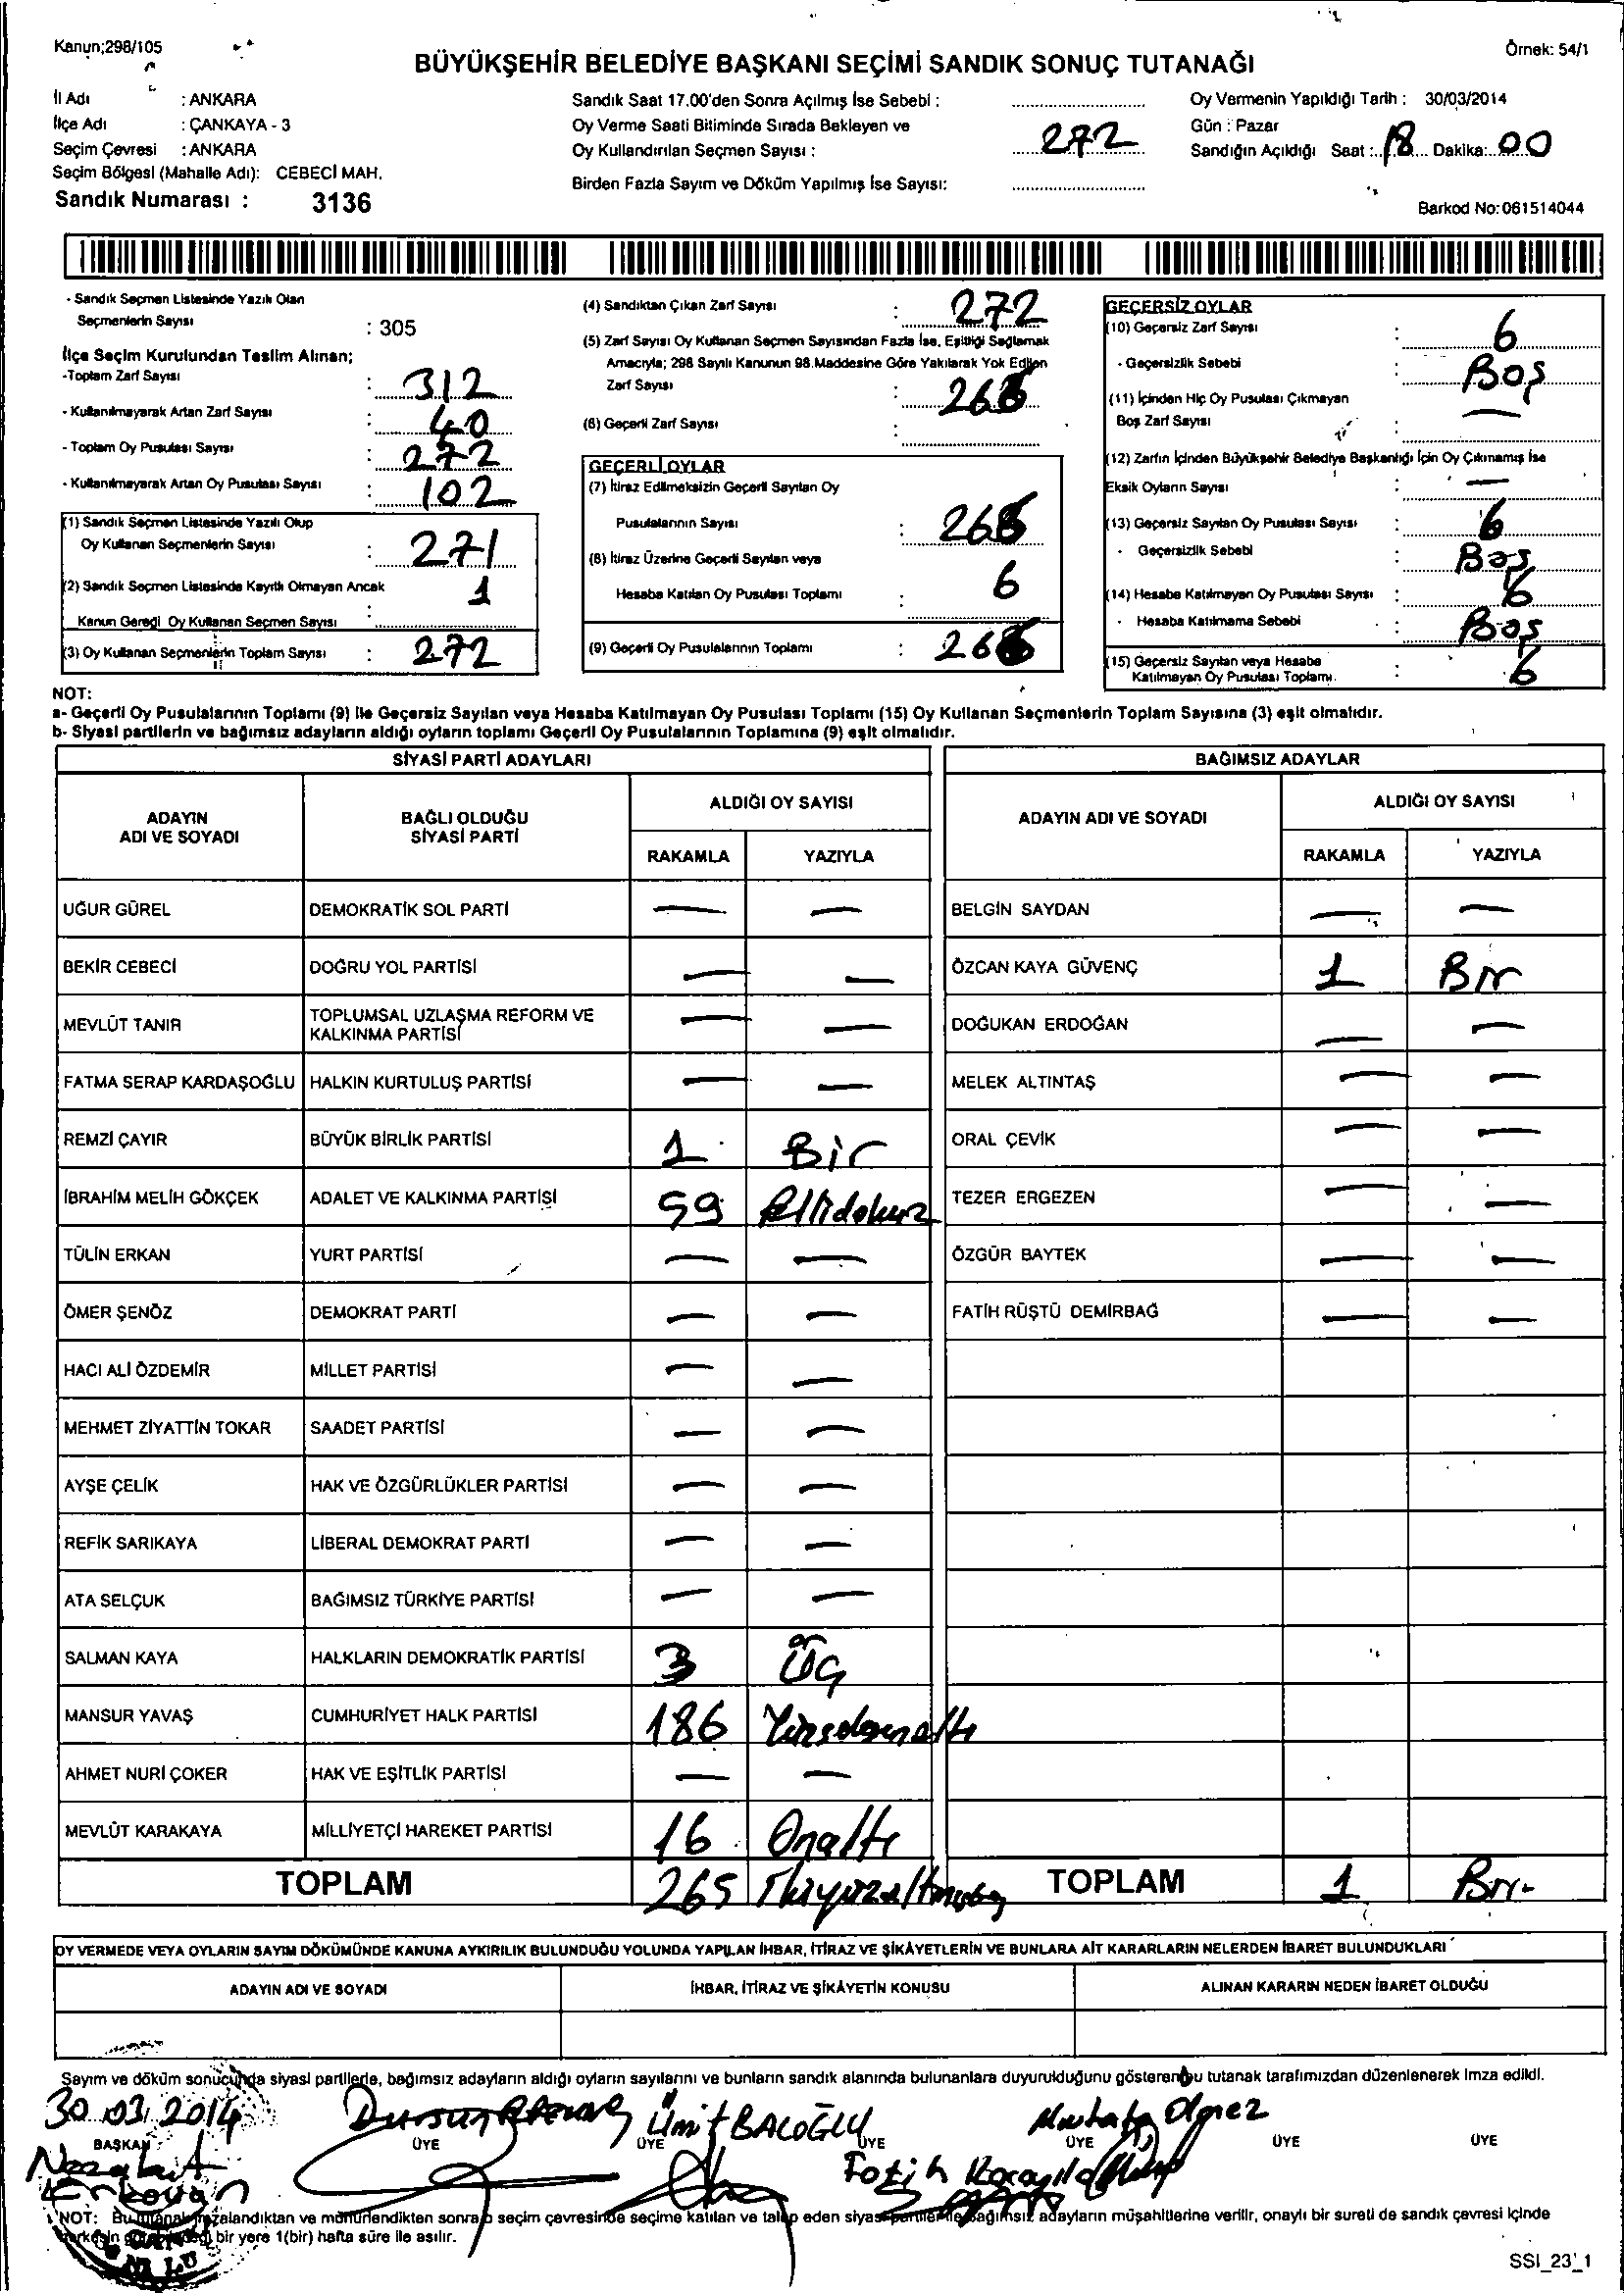 Kanun;298/105
Örnek: 54/1
BÜYÜKŞEHİR BELEDİYE BAŞKANI SEÇİMİ SANDIK SONUÇ TUTANAĞI
İl Adı : ANKARA
İlçe Adı : ÇANKAYA - 3
Seçim Çevresi : ANKARA
Seçim Bölgesi (Mahalle Adı): CEBECİ MAH.
Sandık Numarası : 3136
Sandık Saat 17.00'den Sonra Açılmış İse Sebebi :
Oy Verme Saati Bitiminde Sırada Bekleyen ve
Oy Kullandırılan Seçmen Sayısı : 272
Birden Fazla Sayım ve Döküm Yapılmış İse Sayısı:
Oy Vermenin Yapıldığı Tarih : 30/03/2014
Gün : Pazar
Sandığın Açıldığı Saat : 18 Dakika: 00
Barkod No:061514044
- Sandık Seçmen Listesinde Yazılı Olan
Seçmenlerin Sayısı : 305
İlçe Seçim Kurulundan Teslim Alınan;
-Toplam Zarf Sayısı : 312
- Kullanılmayarak Artan Zarf Sayısı : 40
- Toplam Oy Pusulası Sayısı : 272
- Kullanılmayarak Artan Oy Pusulası Sayısı : 102
(1) Sandık Seçmen Listesinde Yazılı Olup
Oy Kullanan Seçmenlerin Sayısı : 271
(2) Sandık Seçmen Listesinde Kayıtlı Olmayan Ancak
Kanun Gereği Oy Kullanan Seçmen Sayısı : 1
(3) Oy Kullanan Seçmenlerin Toplam Sayısı : 272
(4) Sandıktan Çıkan Zarf Sayısı : 272
(5) Zarf Sayısı Oy Kullanan Seçmen Sayısından Fazla İse, Eşitliği Sağlamak
Amacıyla; 298 Sayılı Kanunun 98.Maddesine Göre Yakılarak Yok Edilen
Zarf Sayısı : 266
(6) Geçerli Zarf Sayısı :
GEÇERLİ OYLAR
(7) İtiraz Edilmeksizin Geçerli Sayılan Oy
Pusulalarının Sayısı : 266
(8) İtiraz Üzerine Geçerli Sayılan veya
Hesaba Katılan Oy Pusulası Toplamı : 6
(9) Geçerli Oy Pusulalarının Toplamı : 266
GEÇERSİZ OYLAR
(10) Geçersiz Zarf Sayısı : 6
- Geçersizlik Sebebi : Boş
(11) İçinden Hiç Oy Pusulası Çıkmayan
Boş Zarf Sayısı : —
(12) Zarfın İçinden Büyükşehir Belediye Başkanlığı İçin Oy Çıkmamış İse
Eksik Oyların Sayısı : —
(13) Geçersiz Sayılan Oy Pusulası Sayısı : 6
- Geçersizlik Sebebi : Boş
(14) Hesaba Katılmayan Oy Pusulası Sayısı : 6
- Hesaba Katılmama Sebebi : Boş
(15) Geçersiz Sayılan veya Hesaba
Katılmayan Oy Pusulası Toplamı : 6
NOT:
a- Geçerli Oy Pusulalarının Toplamı (9) ile Geçersiz Sayılan veya Hesaba Katılmayan Oy Pusulası Toplamı (15) Oy Kullanan Seçmenlerin Toplam Sayısına (3) eşit olmalıdır.
b- Siyasi partilerin ve bağımsız adayların aldığı oyların toplamı Geçerli Oy Pusulalarının Toplamına (9) eşit olmalıdır.
SİYASİ PARTİ ADAYLARI
ADAYIN ADI VE SOYADI
BAĞLI OLDUĞU SİYASİ PARTİ
ALDIĞI OY SAYISI
RAKAMLA YAZIYLA
UĞUR GÜREL DEMOKRATİK SOL PARTİ — —
BEKİR CEBECİ DOĞRU YOL PARTİSİ — —
MEVLÜT TANIR TOPLUMSAL UZLAŞMA REFORM VE
KALKINMA PARTİSİ — —
FATMA SERAP KARDAŞOĞLU HALKIN KURTULUŞ PARTİSİ — —
REMZİ ÇAYIR BÜYÜK BİRLİK PARTİSİ 1 Bir
İBRAHİM MELİH GÖKÇEK ADALET VE KALKINMA PARTİSİ 59 Ellidokuz
TÜLİN ERKAN YURT PARTİSİ — —
ÖMER ŞENÖZ DEMOKRAT PARTİ — —
HACI ALİ ÖZDEMİR MİLLET PARTİSİ — —
MEHMET ZİYATTİN TOKAR SAADET PARTİSİ — —
AYŞE ÇELİK HAK VE ÖZGÜRLÜKLER PARTİSİ — —
REFİK SARIKAYA LİBERAL DEMOKRAT PARTİ — —
ATA SELÇUK BAĞIMSIZ TÜRKİYE PARTİSİ — —
SALMAN KAYA HALKLARIN DEMOKRATİK PARTİSİ 3 Üç
MANSUR YAVAŞ CUMHURİYET HALK PARTİSİ 186 Yüzseksenaltı
AHMET NURİ ÇOKER HAK VE EŞİTLİK PARTİSİ — —
MEVLÜT KARAKAYA MİLLİYETÇİ HAREKET PARTİSİ 16 Onaltı
TOPLAM 265 İkiyüzaltmışbeş
BAĞIMSIZ ADAYLAR
ADAYIN ADI VE SOYADI
ALDIĞI OY SAYISI
RAKAMLA YAZIYLA
BELGİN SAYDAN — —
ÖZCAN KAYA GÜVENÇ 1 Bir
DOĞUKAN ERDOĞAN — —
MELEK ALTINTAŞ — —
ORAL ÇEVİK — —
TEZER ERGEZEN — —
ÖZGÜR BAYTEK — —
FATİH RÜŞTÜ DEMİRBAĞ — —
TOPLAM 1 Bir.
OY VERMEDE VEYA OYLARIN SAYIM DÖKÜMÜNDE KANUNA AYKIRILIK BULUNDUĞU YOLUNDA YAPILAN İHBAR, İTİRAZ VE ŞİKÂYETLERİN VE BUNLARA AİT KARARLARIN NELERDEN İBARET BULUNDUKLARI
ADAYIN ADI VE SOYADI
İHBAR, İTİRAZ VE ŞİKÂYETİN KONUSU
ALINAN KARARIN NEDEN İBARET OLDUĞU
Sayım ve döküm sonucunda siyasi partilerle, bağımsız adayların aldığı oyların sayılarını ve bunların sandık alanında bulunanlara duyurulduğunu gösteren bu tutanak tarafımızdan düzenlenerek imza edildi.
30.03.2014 Dursun Ümit BALOĞLU Mustafa Ölmez
BAŞKAN ÜYE ÜYE ÜYE ÜYE ÜYE ÜYE
Fatih
NOT: Bu tutanak imzalandıktan ve mühürlendikten sonra o seçim çevresinde seçime katılan ve talep eden siyasi partiler ile bağımsız adayların müşahitlerine verilir, onaylı bir sureti de sandık çevresi içinde
bir yere 1(bir) hafta süre ile asılır.
SSI_23_1